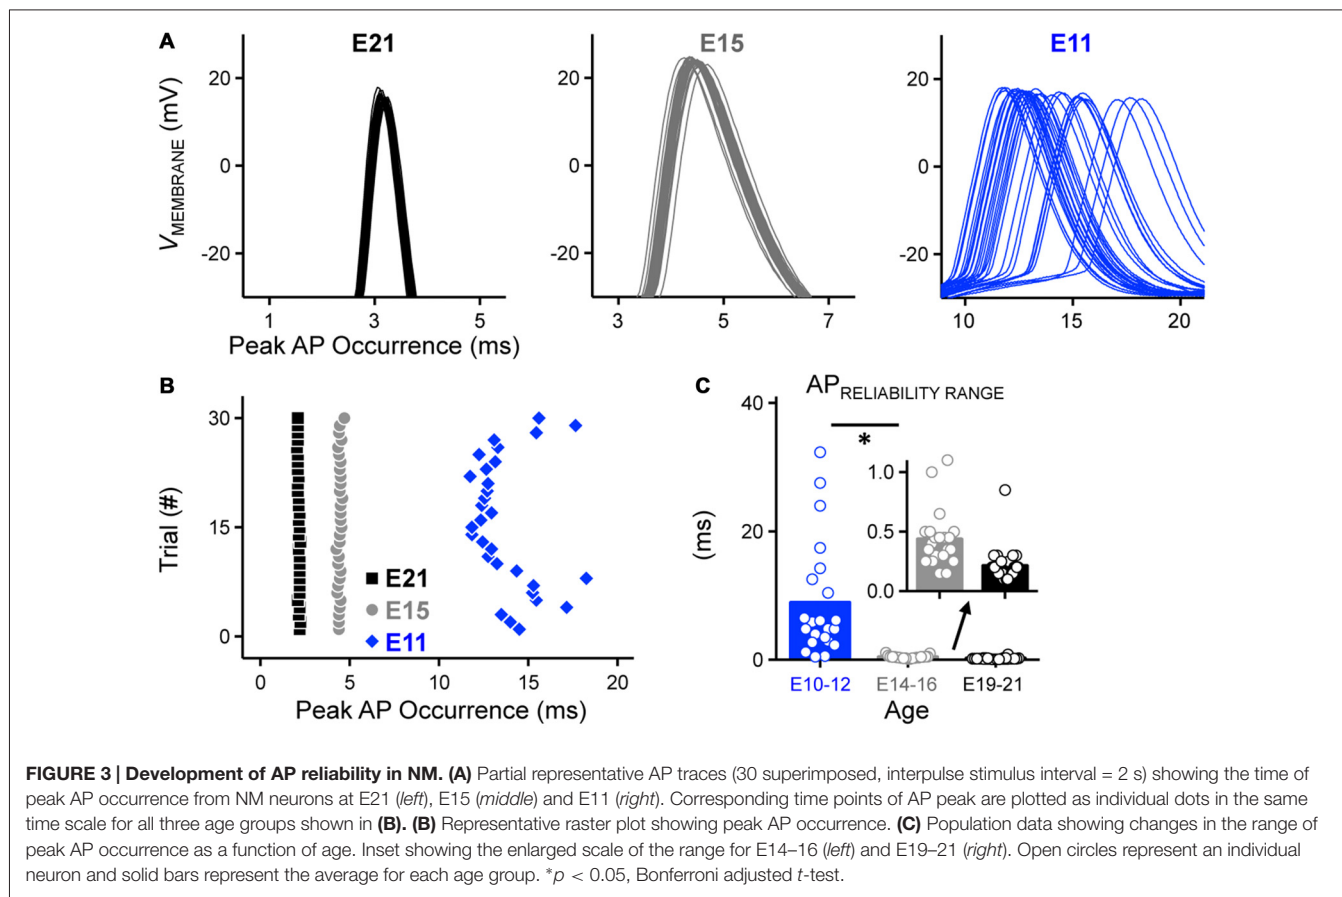 A
E21
E15
E11
V MEMBRANE (mV)
20
0
-20
20
0
-20
20
0
-20
1 3 5
3 5 7
10 15 20
Peak AP Occurrence (ms)
B
Trial (#)
30
15
0
E21
E15
E11
0 5 10 15 20
Peak AP Occurrence (ms)
C
AP RELIABILITY RANGE
(ms)
40
20
0
*
1.0
0.5
0.0
E10-12 E14-16 E19-21
Age
FIGURE 3 | Development of AP reliability in NM. (A) Partial representative AP traces (30 superimposed, interpulse stimulus interval = 2 s) showing the time of
peak AP occurrence from NM neurons at E21 (left), E15 (middle) and E11 (right). Corresponding time points of AP peak are plotted as individual dots in the same
time scale for all three age groups shown in (B). (B) Representative raster plot showing peak AP occurrence. (C) Population data showing changes in the range of
peak AP occurrence as a function of age. Inset showing the enlarged scale of the range for E14–16 (left) and E19–21 (right). Open circles represent an individual
neuron and solid bars represent the average for each age group. *p < 0.05, Bonferroni adjusted t-test.